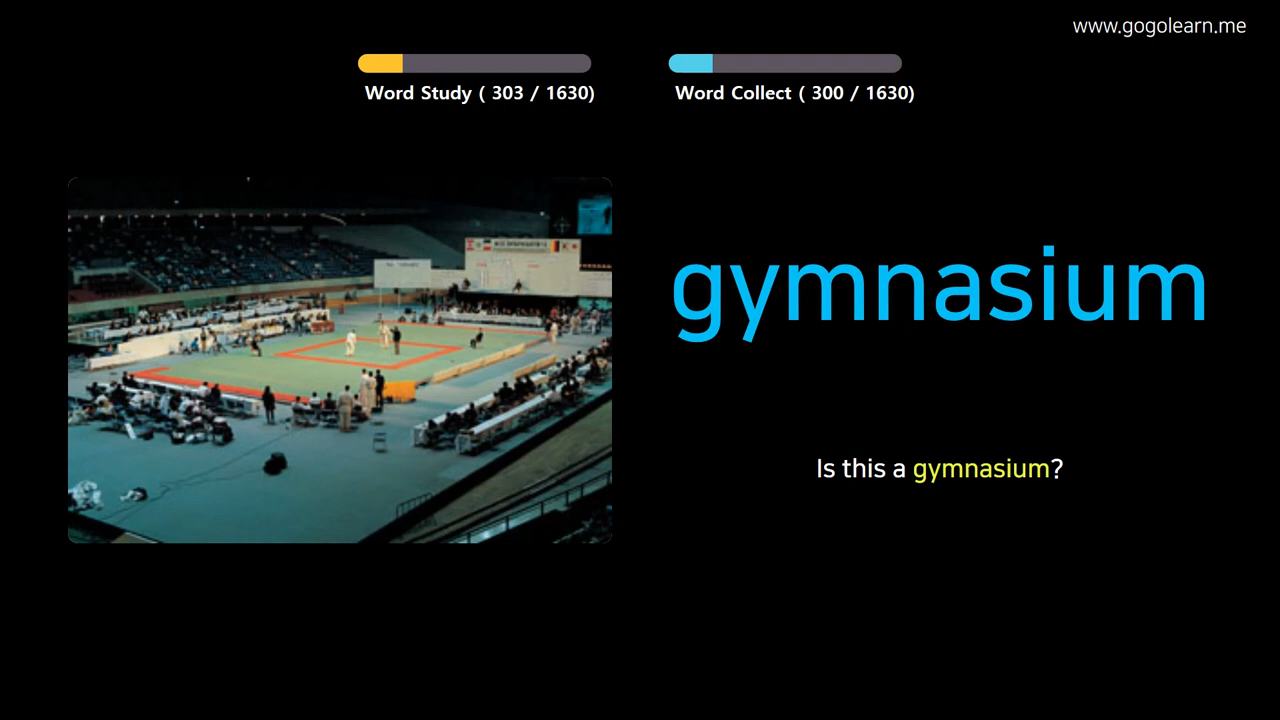 www.gogolearn.me
Word Study ( 303 / 1630)
Word Collect ( 300 / 1630)
gymnasium
Is this a gymnasium?